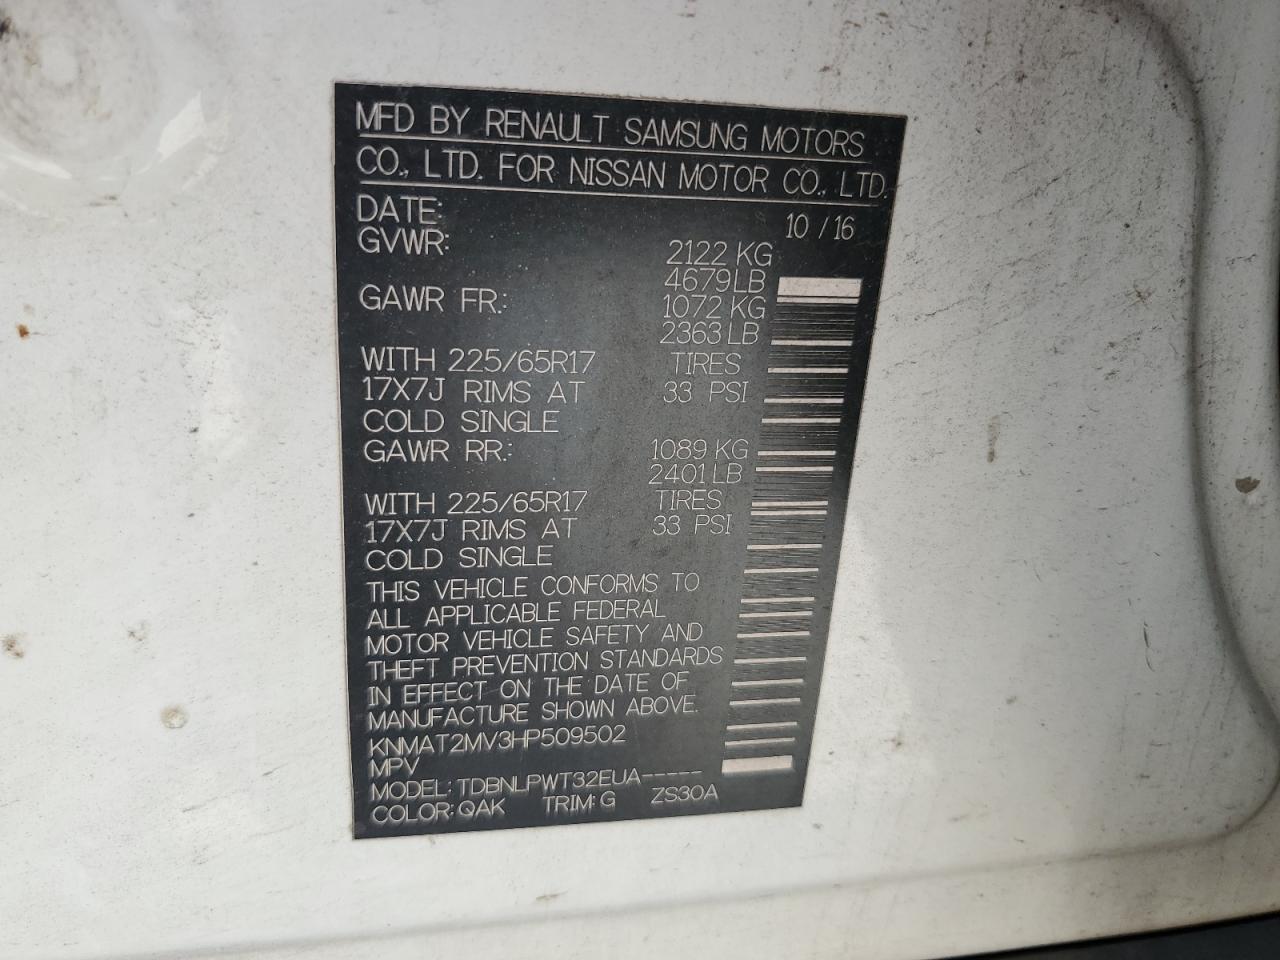 MFD BY RENAULT SAMSUNG MOTORS
CO., LTD. FOR NISSAN MOTOR CO., LTD.
DATE: 10 / 16
GVWR: 2122 KG
4679 LB
GAWR FR.: 1072 KG
2363 LB
WITH 225/65R17 TIRES
17X7J RIMS AT 33 PSI
COLD SINGLE
GAWR RR.: 1089 KG
2401 LB
WITH 225/65R17 TIRES
17X7J RIMS AT 33 PSI
COLD SINGLE
THIS VEHICLE CONFORMS TO
ALL APPLICABLE FEDERAL
MOTOR VEHICLE SAFETY AND
THEFT PREVENTION STANDARDS
IN EFFECT ON THE DATE OF
MANUFACTURE SHOWN ABOVE.
KNMAT2MV3HP509502
MPV
MODEL: TDBNLPWT32EUA-----
COLOR: QAK TRIM: G ZS30A